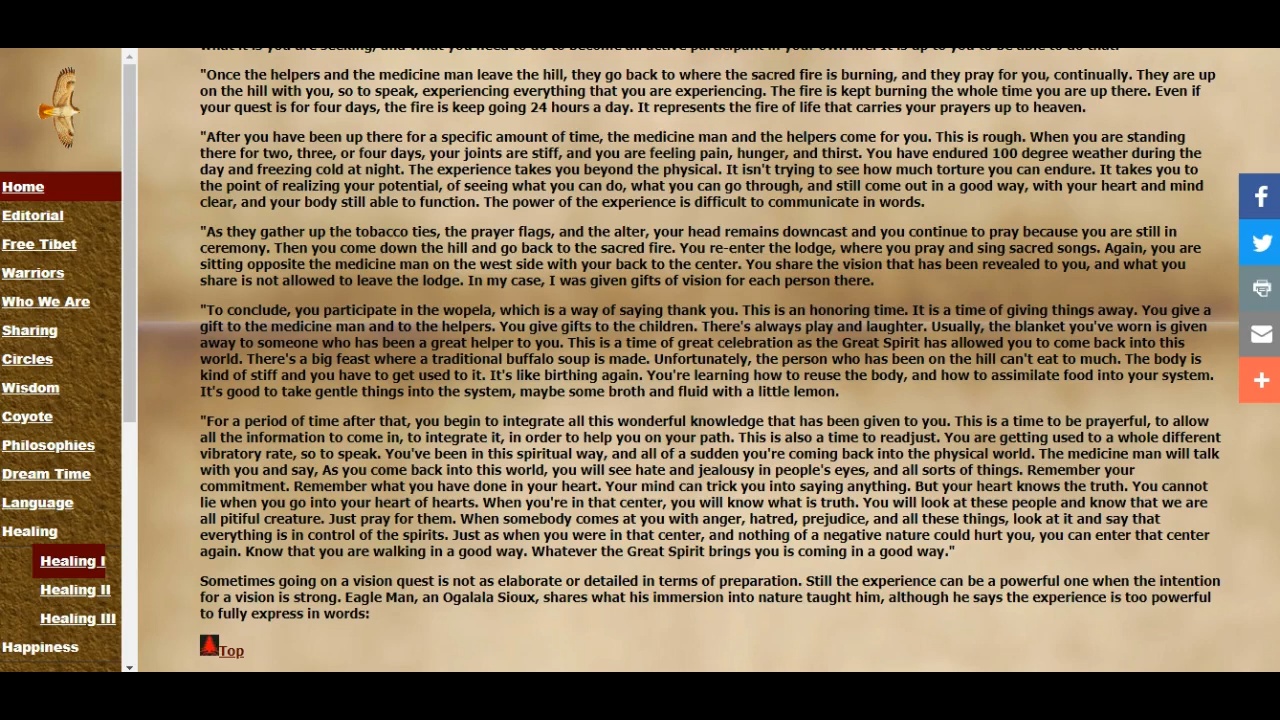 Home
Editorial
Free Tibet
Warriors
Who We Are
Sharing
Circles
Wisdom
Coyote
Philosophies
Dream Time
Language
Healing
Healing I
Healing II
Healing III
Happiness
what it is you are seeking, and what you need to do to become an active participant in your own life. It is up to you to be able to do that.
"Once the helpers and the medicine man leave the hill, they go back to where the sacred fire is burning, and they pray for you, continually. They are up
on the hill with you, so to speak, experiencing everything that you are experiencing. The fire is kept burning the whole time you are up there. Even if
your quest is for four days, the fire is keep going 24 hours a day. It represents the fire of life that carries your prayers up to heaven.
"After you have been up there for a specific amount of time, the medicine man and the helpers come for you. This is rough. When you are standing
there for two, three, or four days, your joints are stiff, and you are feeling pain, hunger, and thirst. You have endured 100 degree weather during the
day and freezing cold at night. The experience takes you beyond the physical. It isn't trying to see how much torture you can endure. It takes you to
the point of realizing your potential, of seeing what you can do, what you can go through, and still come out in a good way, with your heart and mind
clear, and your body still able to function. The power of the experience is difficult to communicate in words.
"As they gather up the tobacco ties, the prayer flags, and the alter, your head remains downcast and you continue to pray because you are still in
ceremony. Then you come down the hill and go back to the sacred fire. You re-enter the lodge, where you pray and sing sacred songs. Again, you are
sitting opposite the medicine man on the west side with your back to the center. You share the vision that has been revealed to you, and what you
share is not allowed to leave the lodge. In my case, I was given gifts of vision for each person there.
"To conclude, you participate in the wopela, which is a way of saying thank you. This is an honoring time. It is a time of giving things away. You give a
gift to the medicine man and to the helpers. You give gifts to the children. There's always play and laughter. Usually, the blanket you've worn is given
away to someone who has been a great helper to you. This is a time of great celebration as the Great Spirit has allowed you to come back into this
world. There's a big feast where a traditional buffalo soup is made. Unfortunately, the person who has been on the hill can't eat to much. The body is
kind of stiff and you have to get used to it. It's like birthing again. You're learning how to reuse the body, and how to assimilate food into your system.
It's good to take gentle things into the system, maybe some broth and fluid with a little lemon.
"For a period of time after that, you begin to integrate all this wonderful knowledge that has been given to you. This is a time to be prayerful, to allow
all the information to come in, to integrate it, in order to help you on your path. This is also a time to readjust. You are getting used to a whole different
vibratory rate, so to speak. You've been in this spiritual way, and all of a sudden you're coming back into the physical world. The medicine man will talk
with you and say, As you come back into this world, you will see hate and jealousy in people's eyes, and all sorts of things. Remember your
commitment. Remember what you have done in your heart. Your mind can trick you into saying anything. But your heart knows the truth. You cannot
lie when you go into your heart of hearts. When you're in that center, you will know what is truth. You will look at these people and know that we are
all pitiful creature. Just pray for them. When somebody comes at you with anger, hatred, prejudice, and all these things, look at it and say that
everything is in control of the spirits. Just as when you were in that center, and nothing of a negative nature could hurt you, you can enter that center
again. Know that you are walking in a good way. Whatever the Great Spirit brings you is coming in a good way."
Sometimes going on a vision quest is not as elaborate or detailed in terms of preparation. Still the experience can be a powerful one when the intention
for a vision is strong. Eagle Man, an Ogalala Sioux, shares what his immersion into nature taught him, although he says the experience is too powerful
to fully express in words:
Top